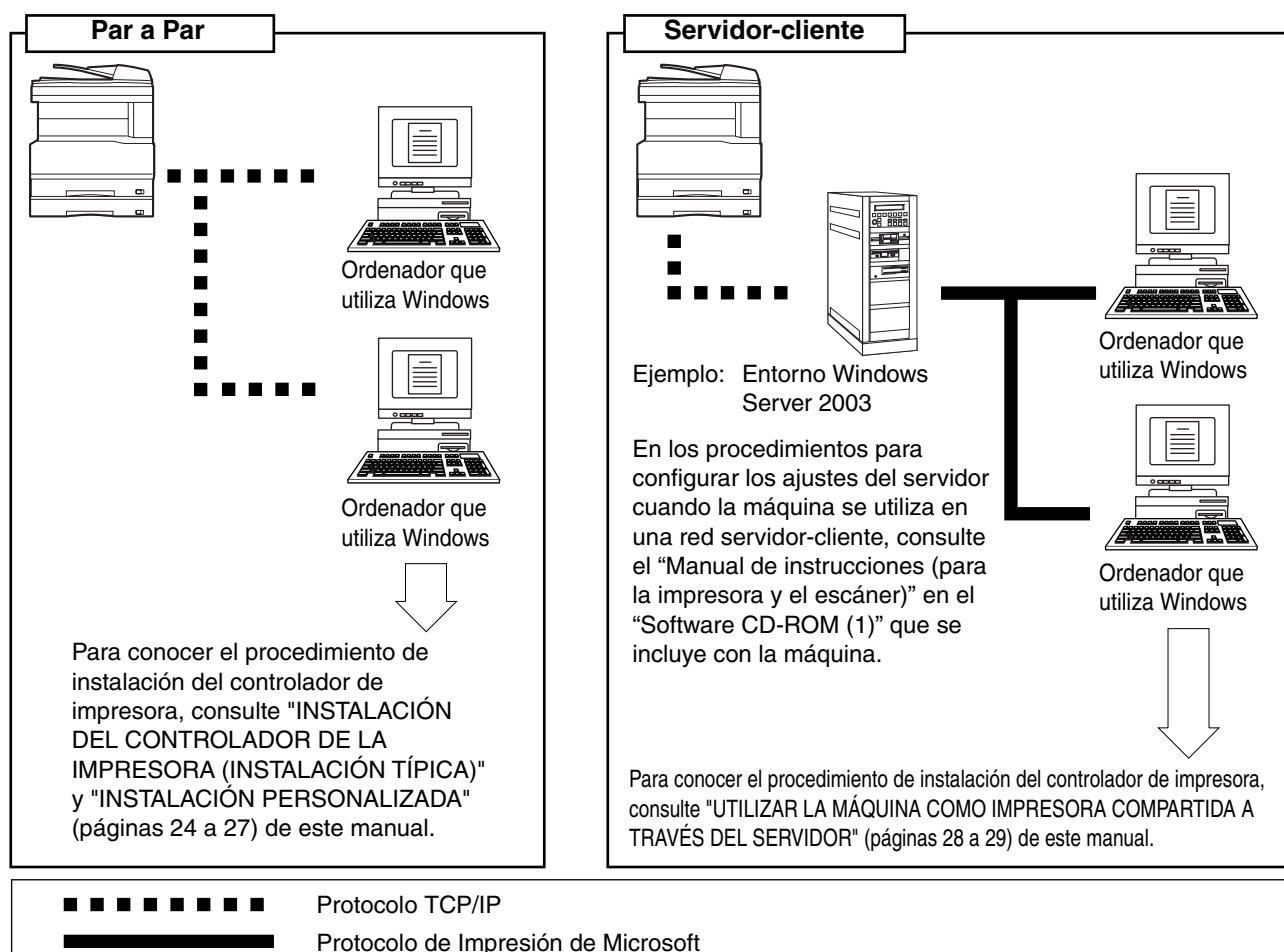 Par a Par
Ordenador que
utiliza Windows
Ordenador que
utiliza Windows
Para conocer el procedimiento de
instalación del controlador de
impresora, consulte "INSTALACIÓN
DEL CONTROLADOR DE LA
IMPRESORA (INSTALACIÓN TÍPICA)"
y "INSTALACIÓN PERSONALIZADA"
(páginas 24 a 27) de este manual.
Servidor-cliente
Ordenador que
utiliza Windows
Ejemplo: Entorno Windows
Server 2003
En los procedimientos para
configurar los ajustes del servidor
cuando la máquina se utiliza en
una red servidor-cliente, consulte
el “Manual de instrucciones (para
la impresora y el escáner)” en el
“Software CD-ROM (1)” que se
incluye con la máquina.
Ordenador que
utiliza Windows
Para conocer el procedimiento de instalación del controlador de impresora,
consulte "UTILIZAR LA MÁQUINA COMO IMPRESORA COMPARTIDA A
TRAVÉS DEL SERVIDOR" (páginas 28 a 29) de este manual.
Protocolo TCP/IP
Protocolo de Impresión de Microsoft